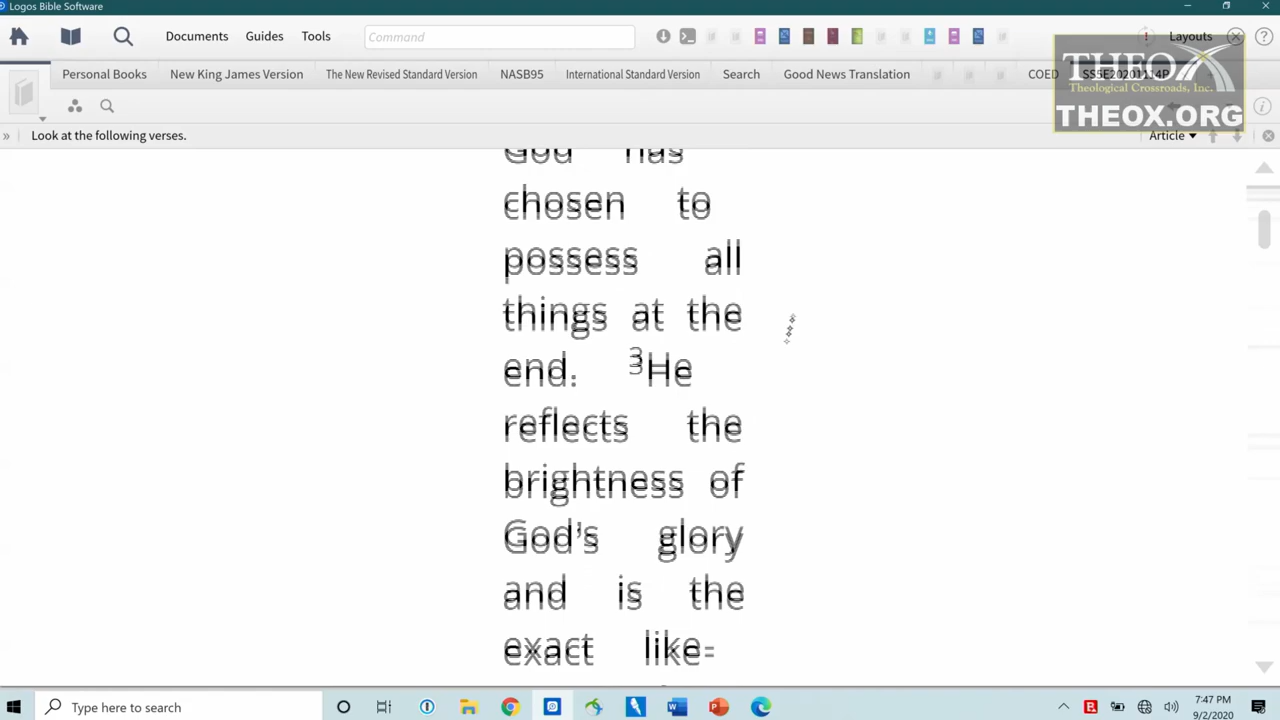 Logos Bible Software
Documents Guides Tools Command Layouts
Personal Books New King James Version The New Revised Standard Version NASB95 International Standard Version Search Good News Translation COED SS5E20201114P
THEOX
Theological Crossroads, Inc.
THEOX.ORG
» Look at the following verses. Article
God has
chosen to
possess all
things at the
end. ³He
reflects the
brightness of
God's glory
and is the
exact like-
Type here to search
7:47 PM
9/2/2020